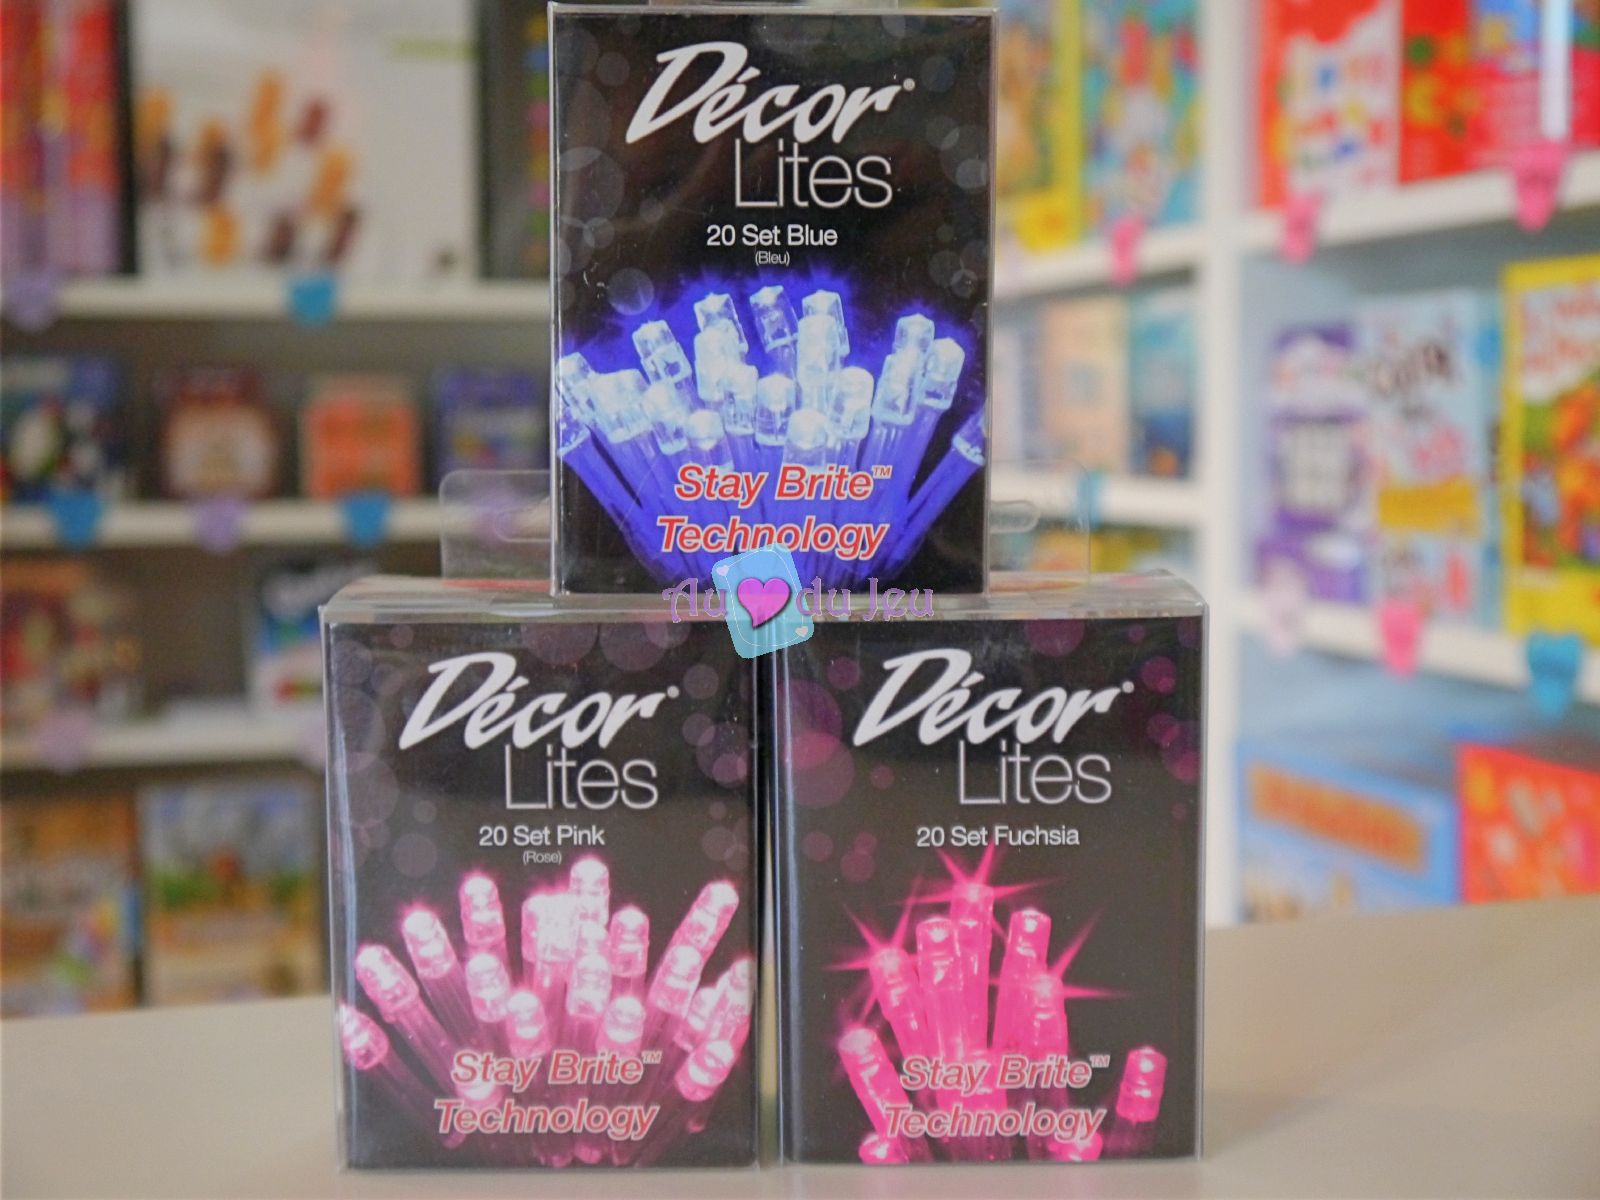 Décor®
Lites
20 Set Blue
(Bleu)
Stay Brite™
Technology
Au du Jeu
Décor®
Lites
20 Set Pink
(Rose)
Stay Brite™
Technology
Décor®
Lites
20 Set Fuchsia
Stay Brite™
Technology